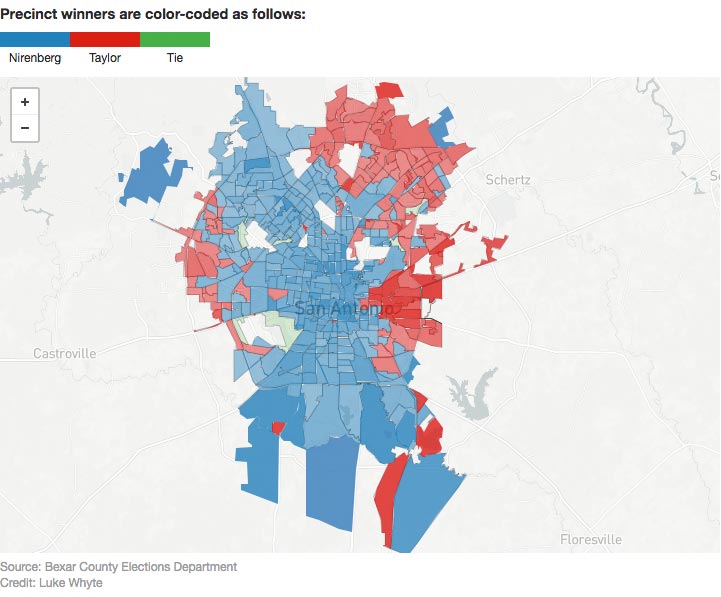 Precinct winners are color-coded as follows:
Nirenberg Taylor Tie
+
−
Schertz
San Antonio
Castroville
Floresville
Source: Bexar County Elections Department
Credit: Luke Whyte